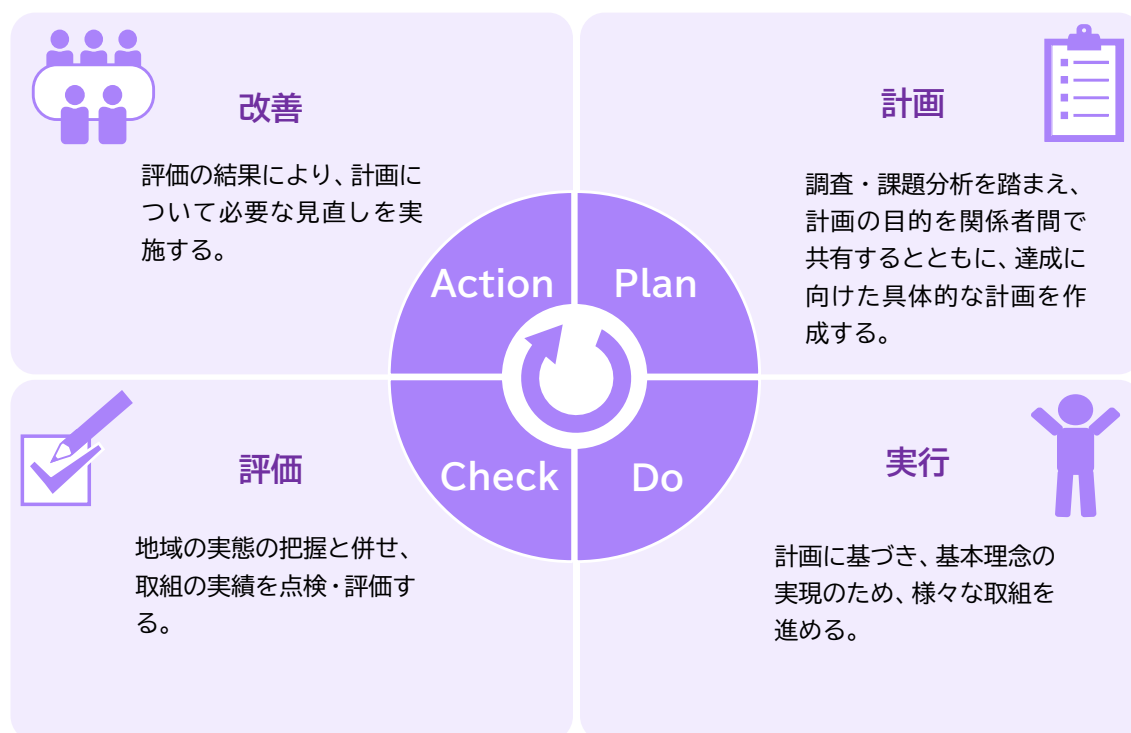 改善
評価の結果により、計画に
ついて必要な見直しを実
施する。
計画
調査・課題分析を踏まえ、
計画の目的を関係者間で
共有するとともに、達成に
向けた具体的な計画を作
成する。
Action
Plan
Check
Do
評価
地域の実態の把握と併せ、
取組の実績を点検・評価す
る。
実行
計画に基づき、基本理念の
実現のため、様々な取組を
進める。